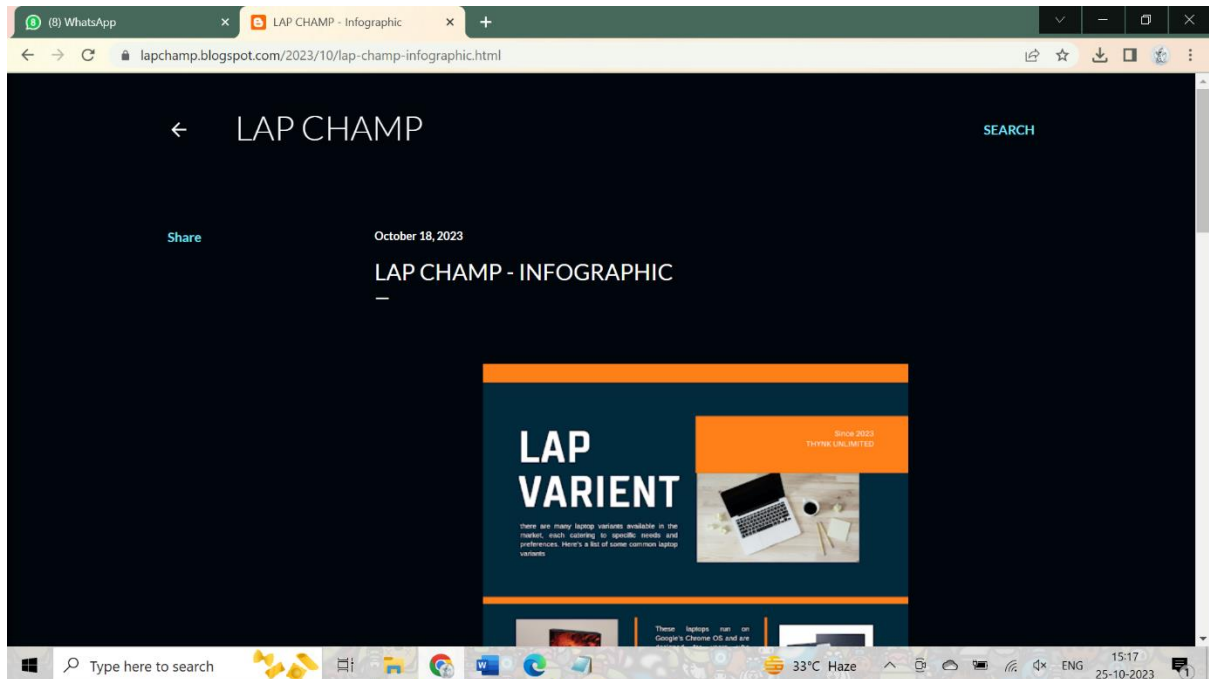 (8) WhatsApp
LAP CHAMP - Infographic
lapchamp.blogspot.com/2023/10/lap-champ-infographic.html
LAP CHAMP
SEARCH
Share
October 18, 2023
LAP CHAMP - INFOGRAPHIC
Since 2023
THYNK UNLIMITED
LAP
VARIENT
there are many laptop variants available in the
market, each catering to specific needs and
preferences. Here's a list of some common laptop
variants
These laptops run on
Google's Chrome OS and are
Type here to search
33°C Haze
ENG
15:17
25-10-2023